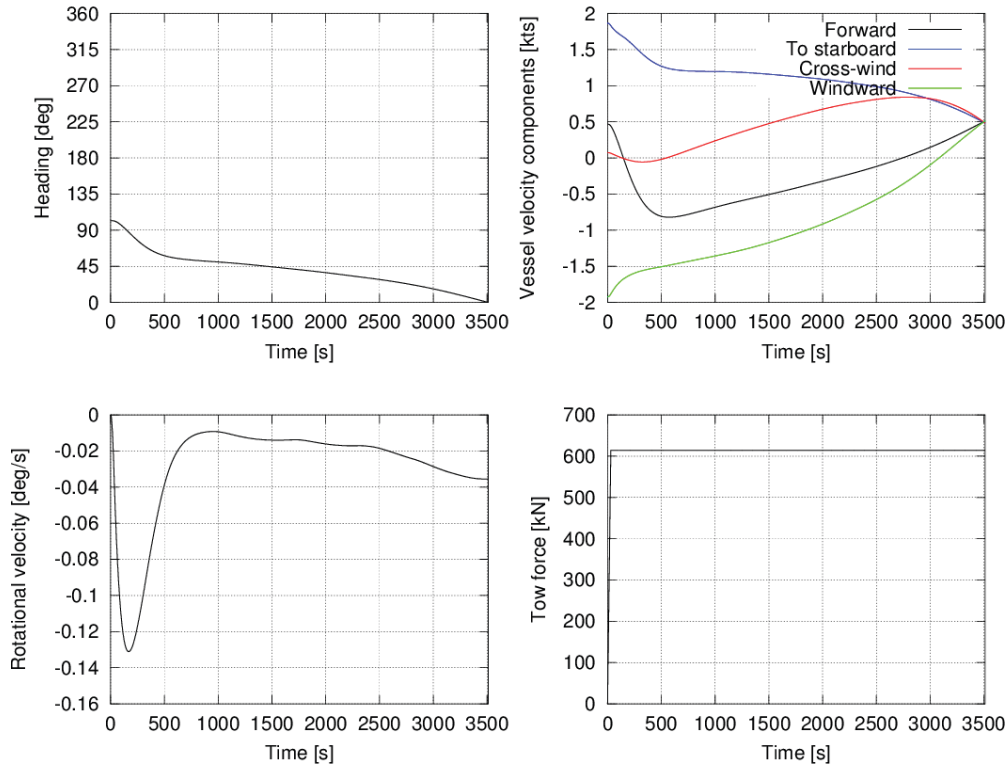 360
315
270
225
180
135
90
45
0
Heading [deg]
0 500 1000 1500 2000 2500 3000 3500
Time [s]
2
1.5
1
0.5
0
-0.5
-1
-1.5
-2
Vessel velocity components [kts]
Forward
To starboard
Cross-wind
Windward
0 500 1000 1500 2000 2500 3000 3500
Time [s]
0
-0.02
-0.04
-0.06
-0.08
-0.1
-0.12
-0.14
-0.16
Rotational velocity [deg/s]
0 500 1000 1500 2000 2500 3000 3500
Time [s]
700
600
500
400
300
200
100
0
Tow force [kN]
0 500 1000 1500 2000 2500 3000 3500
Time [s]